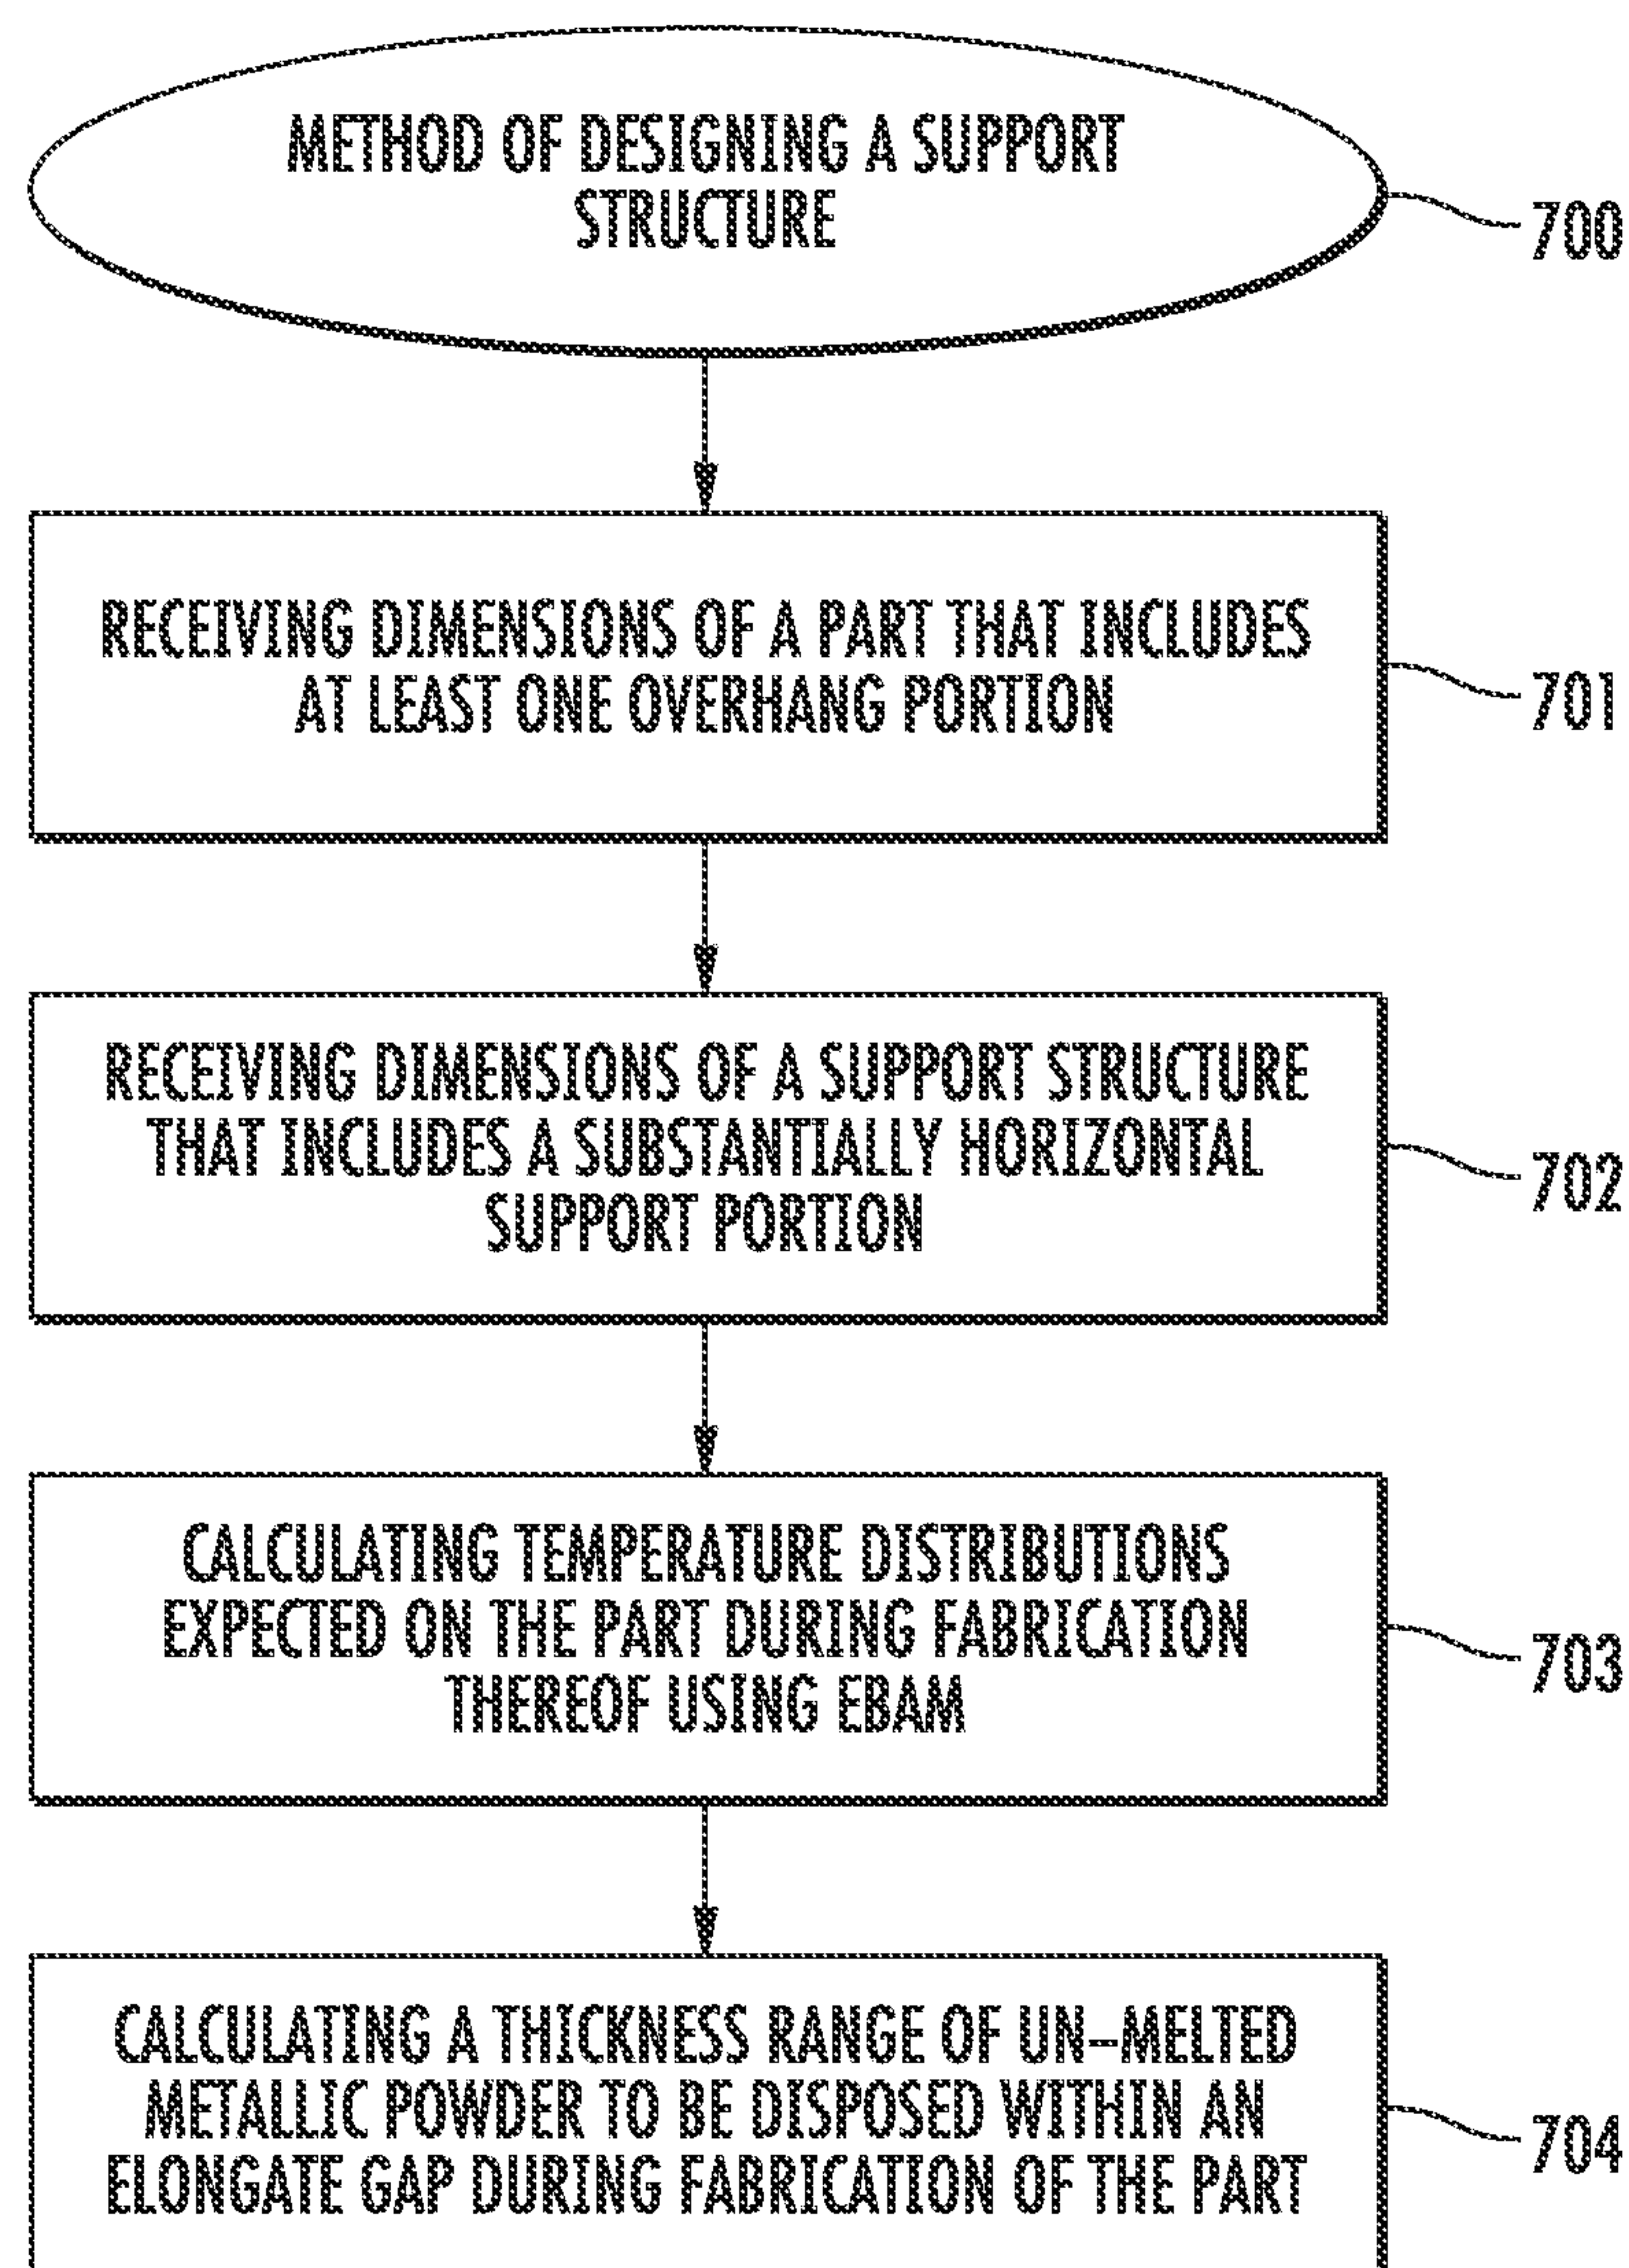 METHOD OF DESIGNING A SUPPORT
STRUCTURE
700
RECEIVING DIMENSIONS OF A PART THAT INCLUDES
AT LEAST ONE OVERHANG PORTION
701
RECEIVING DIMENSIONS OF A SUPPORT STRUCTURE
THAT INCLUDES A SUBSTANTIALLY HORIZONTAL
SUPPORT PORTION
702
CALCULATING TEMPERATURE DISTRIBUTIONS
EXPECTED ON THE PART DURING FABRICATION
THEREOF USING EBAM
703
CALCULATING A THICKNESS RANGE OF UN-MELTED
METALLIC POWDER TO BE DISPOSED WITHIN AN
ELONGATE GAP DURING FABRICATION OF THE PART
704